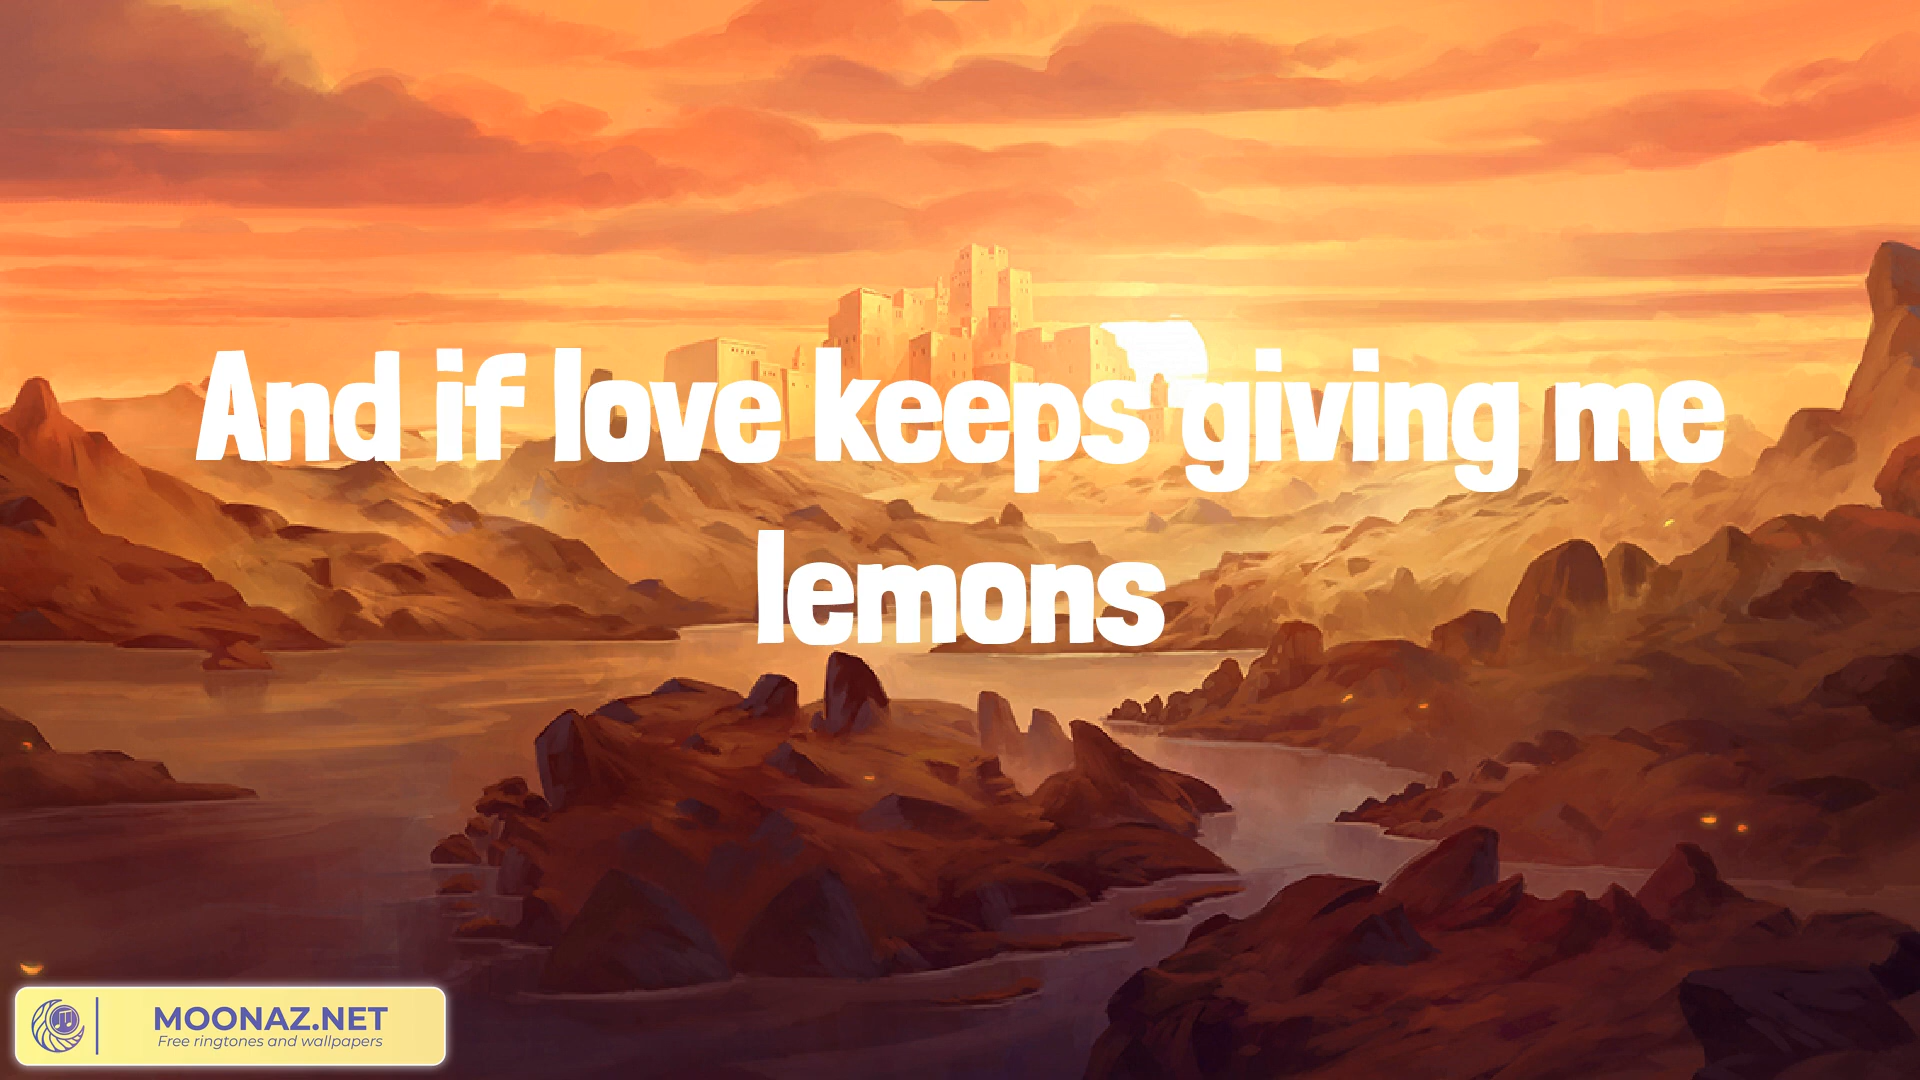 And if love keeps giving me
lemons
MOONAZ.NET
Free ringtones and wallpapers